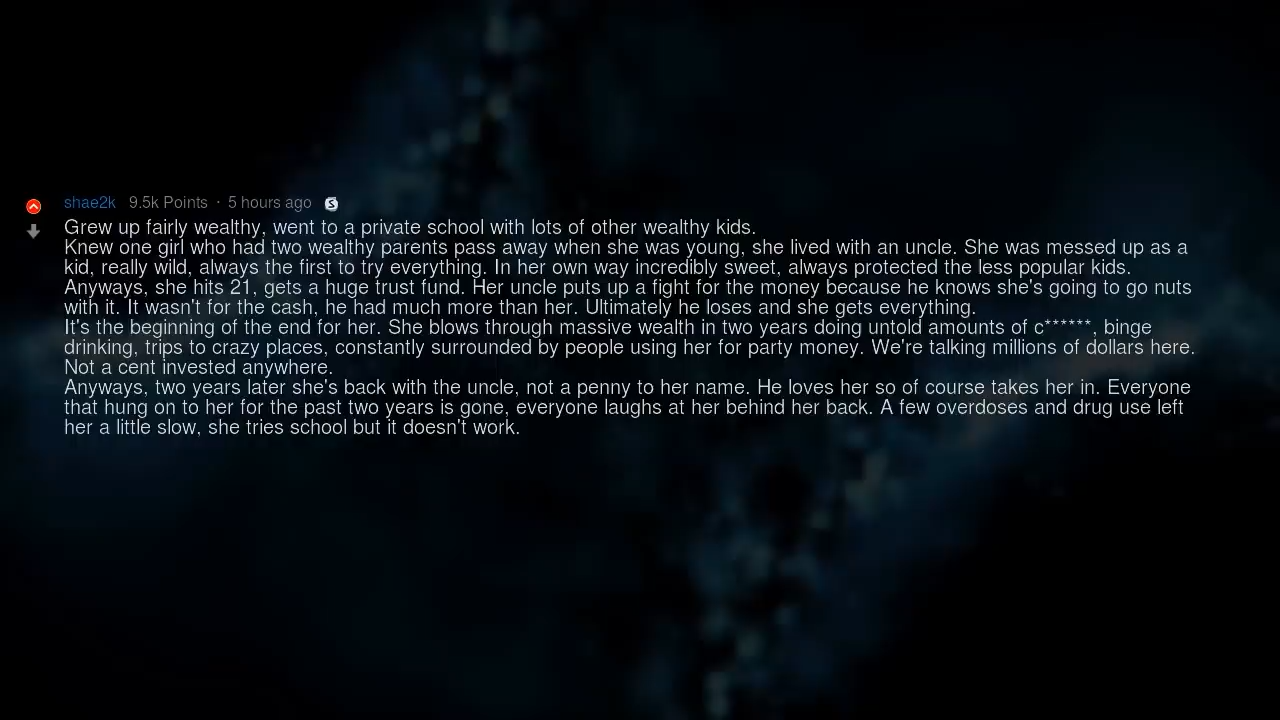 shae2k 9.5k Points · 5 hours ago S
Grew up fairly wealthy, went to a private school with lots of other wealthy kids.
Knew one girl who had two wealthy parents pass away when she was young, she lived with an uncle. She was messed up as a
kid, really wild, always the first to try everything. In her own way incredibly sweet, always protected the less popular kids.
Anyways, she hits 21, gets a huge trust fund. Her uncle puts up a fight for the money because he knows she's going to go nuts
with it. It wasn't for the cash, he had much more than her. Ultimately he loses and she gets everything.
It's the beginning of the end for her. She blows through massive wealth in two years doing untold amounts of c******, binge
drinking, trips to crazy places, constantly surrounded by people using her for party money. We're talking millions of dollars here.
Not a cent invested anywhere.
Anyways, two years later she's back with the uncle, not a penny to her name. He loves her so of course takes her in. Everyone
that hung on to her for the past two years is gone, everyone laughs at her behind her back. A few overdoses and drug use left
her a little slow, she tries school but it doesn't work.